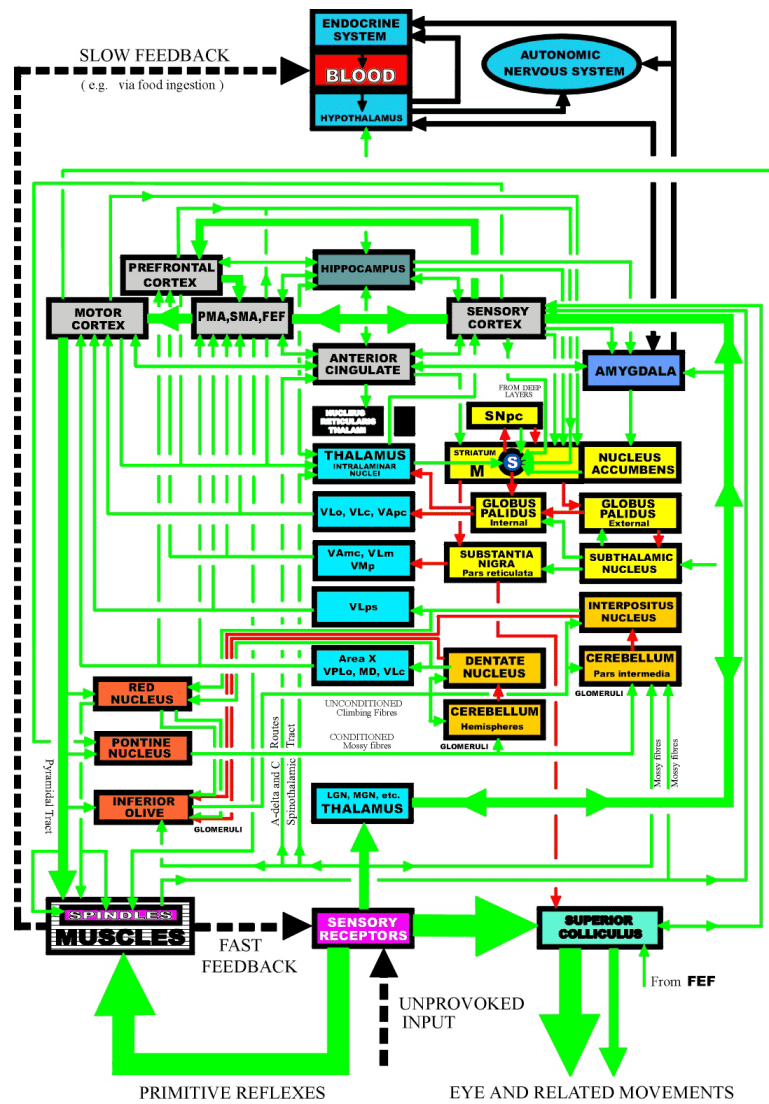 ENDOCRINE
SYSTEM
SLOW FEEDBACK
( e.g. via food ingestion )
BLOOD
AUTONOMIC
NERVOUS SYSTEM
HYPOTHALAMUS
PREFRONTAL
CORTEX
HIPPOCAMPUS
MOTOR
CORTEX
PMA,SMA,FEF
SENSORY
CORTEX
ANTERIOR
CINGULATE
AMYGDALA
FROM DEEP
LAYERS
NUCLEUS
RETICULARIS
THALAMI
SNpc
THALAMUS
INTRALAMINAR
NUCLEI
STRIATUM
M
S
NUCLEUS
ACCUMBENS
VLo, VLc, VApc
GLOBUS
PALIDUS
Internal
GLOBUS
PALIDUS
External
VAmc, VLm
VMp
SUBSTANTIA
NIGRA
Pars reticulata
SUBTHALAMIC
NUCLEUS
VLps
INTERPOSITUS
NUCLEUS
Area X
VPLo, MD, VLc
DENTATE
NUCLEUS
CEREBELLUM
Pars intermedia
GLOMERULI
RED
NUCLEUS
UNCONDITIONED
Climbing Fibres
CEREBELLUM
Hemispheres
GLOMERULI
PONTINE
NUCLEUS
CONDITIONED
Mossy fibres
Pyramidal Tract
A-delta and C Routes
Spinothalamic Tract
Mossy fibres
Mossy fibres
INFERIOR
OLIVE
GLOMERULI
LGN, MGN, etc.
THALAMUS
SPINDLES
MUSCLES
FAST
FEEDBACK
SENSORY
RECEPTORS
SUPERIOR
COLLICULUS
From FEF
UNPROVOKED
INPUT
PRIMITIVE REFLEXES
EYE AND RELATED MOVEMENTS